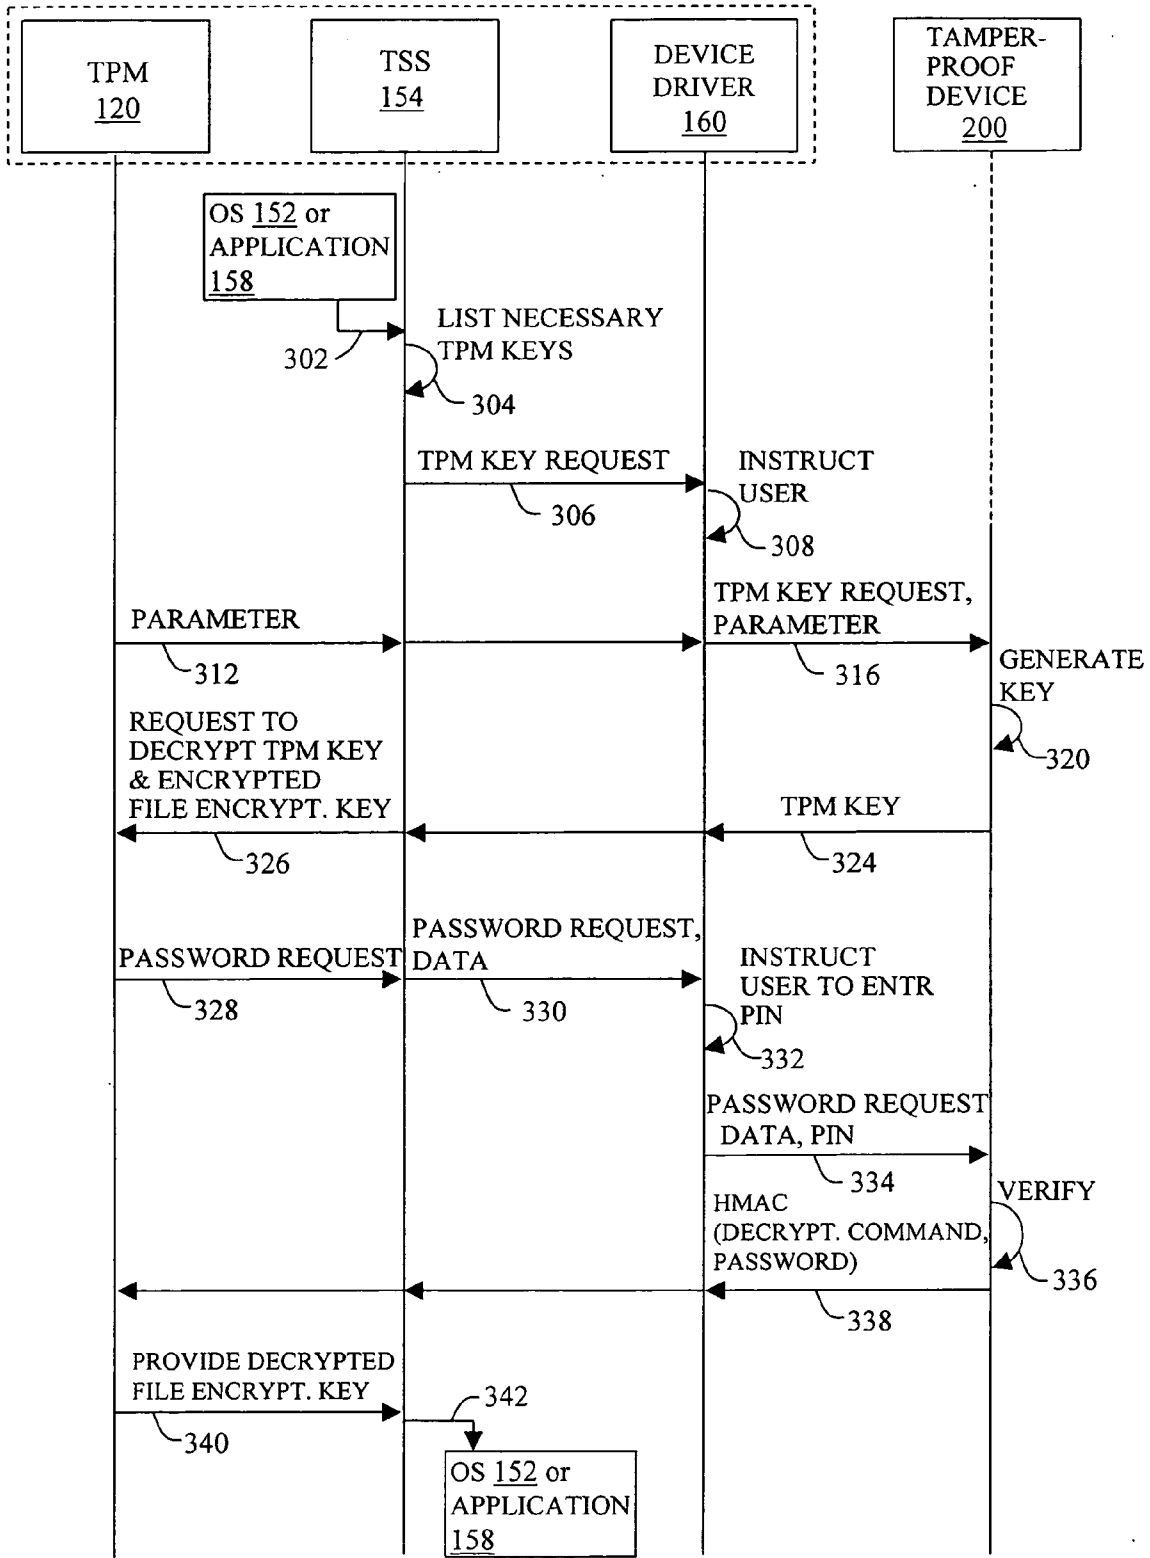 TPM
120
TSS
154
DEVICE
DRIVER
160
TAMPER-
PROOF
DEVICE
200
OS 152 or
APPLICATION
158
302
LIST NECESSARY
TPM KEYS
304
TPM KEY REQUEST
306
INSTRUCT
USER
308
PARAMETER
312
TPM KEY REQUEST,
PARAMETER
316
GENERATE
KEY
320
REQUEST TO
DECRYPT TPM KEY
& ENCRYPTED
FILE ENCRYPT. KEY
326
TPM KEY
324
PASSWORD REQUEST
328
PASSWORD REQUEST,
DATA
330
INSTRUCT
USER TO ENTR
PIN
332
PASSWORD REQUEST
DATA, PIN
334
VERIFY
336
HMAC
(DECRYPT. COMMAND,
PASSWORD)
338
PROVIDE DECRYPTED
FILE ENCRYPT. KEY
340
342
OS 152 or
APPLICATION
158